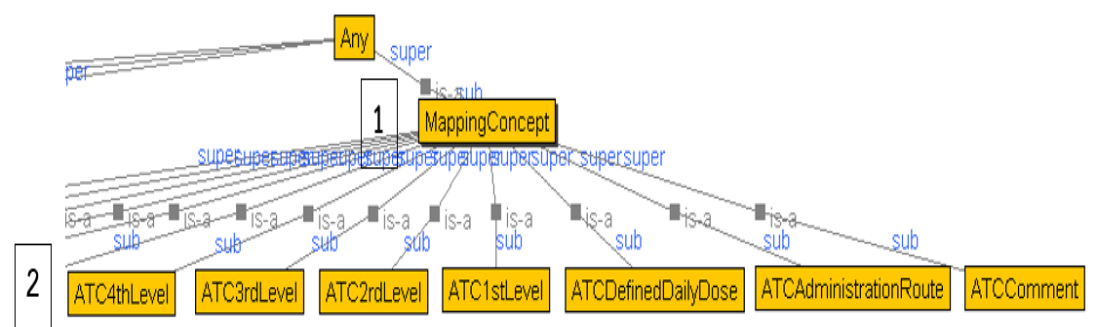 Any
super
per
is-a sub
1
MappingConcept
super super super super super super super super super super super super
is-a is-a is-a is-a is-a is-a is-a is-a is-a is-a
sub sub sub sub sub sub sub sub
2
ATC4thLevel ATC3rdLevel ATC2rdLevel ATC1stLevel ATCDefinedDailyDose ATCAdministrationRoute ATCComment